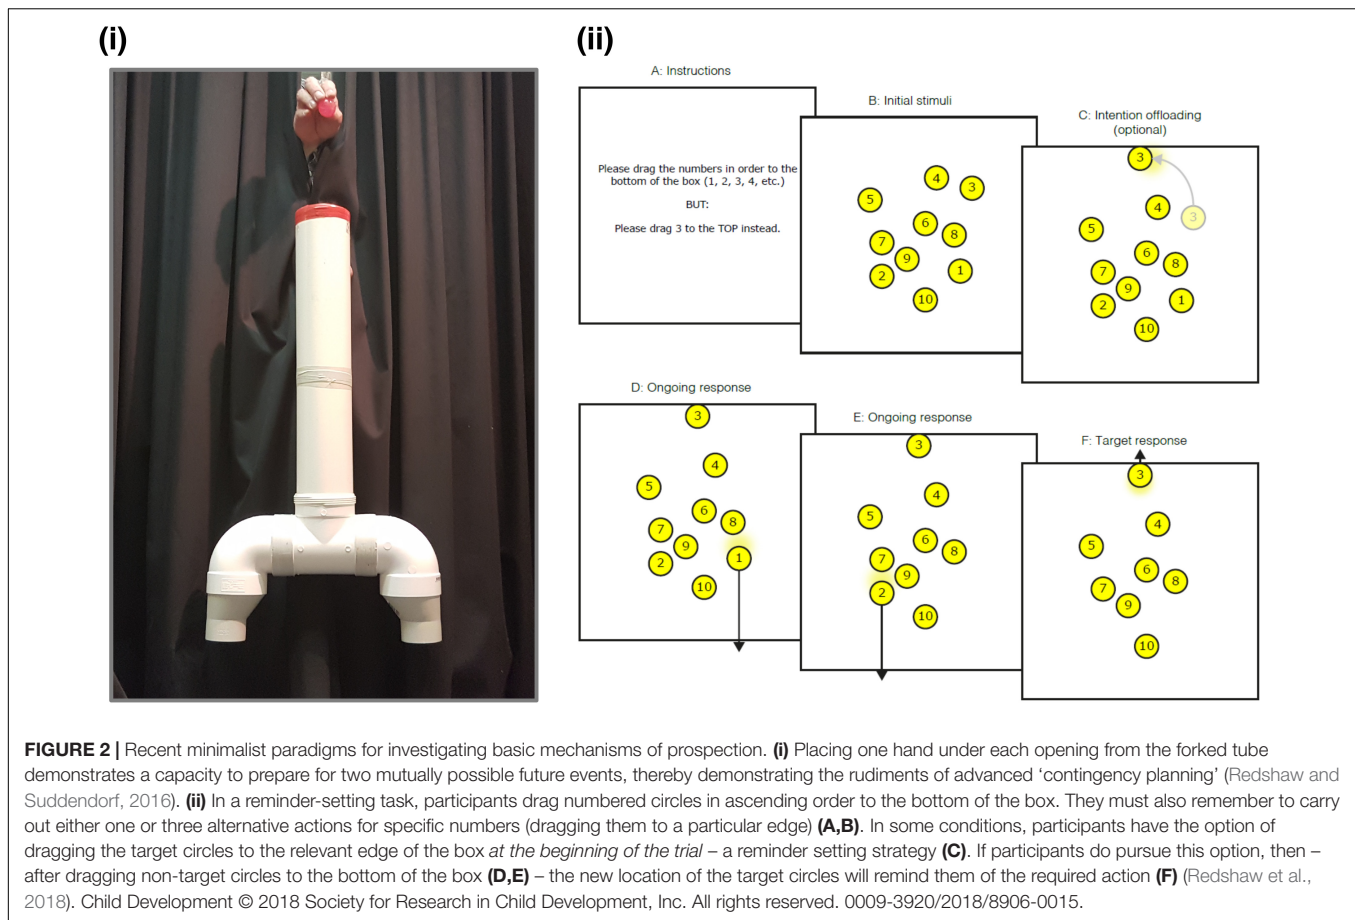 (i)
(ii)
A: Instructions
Please drag the numbers in order to the
bottom of the box (1, 2, 3, 4, etc.)
BUT:
Please drag 3 to the TOP instead.
B: Initial stimuli
4
3
5
6
8
7
9
2
1
10
C: Intention offloading
(optional)
3
4
3
5
6
8
7
9
2
1
10
D: Ongoing response
3
4
5
6
8
7
9
2
1
10
E: Ongoing response
3
4
5
6
8
7
9
2
10
F: Target response
3
4
5
6
8
7
9
10
FIGURE 2 | Recent minimalist paradigms for investigating basic mechanisms of prospection. (i) Placing one hand under each opening from the forked tube
demonstrates a capacity to prepare for two mutually possible future events, thereby demonstrating the rudiments of advanced ‘contingency planning’ (Redshaw and
Suddendorf, 2016). (ii) In a reminder-setting task, participants drag numbered circles in ascending order to the bottom of the box. They must also remember to carry
out either one or three alternative actions for specific numbers (dragging them to a particular edge) (A,B). In some conditions, participants have the option of
dragging the target circles to the relevant edge of the box at the beginning of the trial – a reminder setting strategy (C). If participants do pursue this option, then –
after dragging non-target circles to the bottom of the box (D,E) – the new location of the target circles will remind them of the required action (F) (Redshaw et al.,
2018). Child Development © 2018 Society for Research in Child Development, Inc. All rights reserved. 0009-3920/2018/8906-0015.